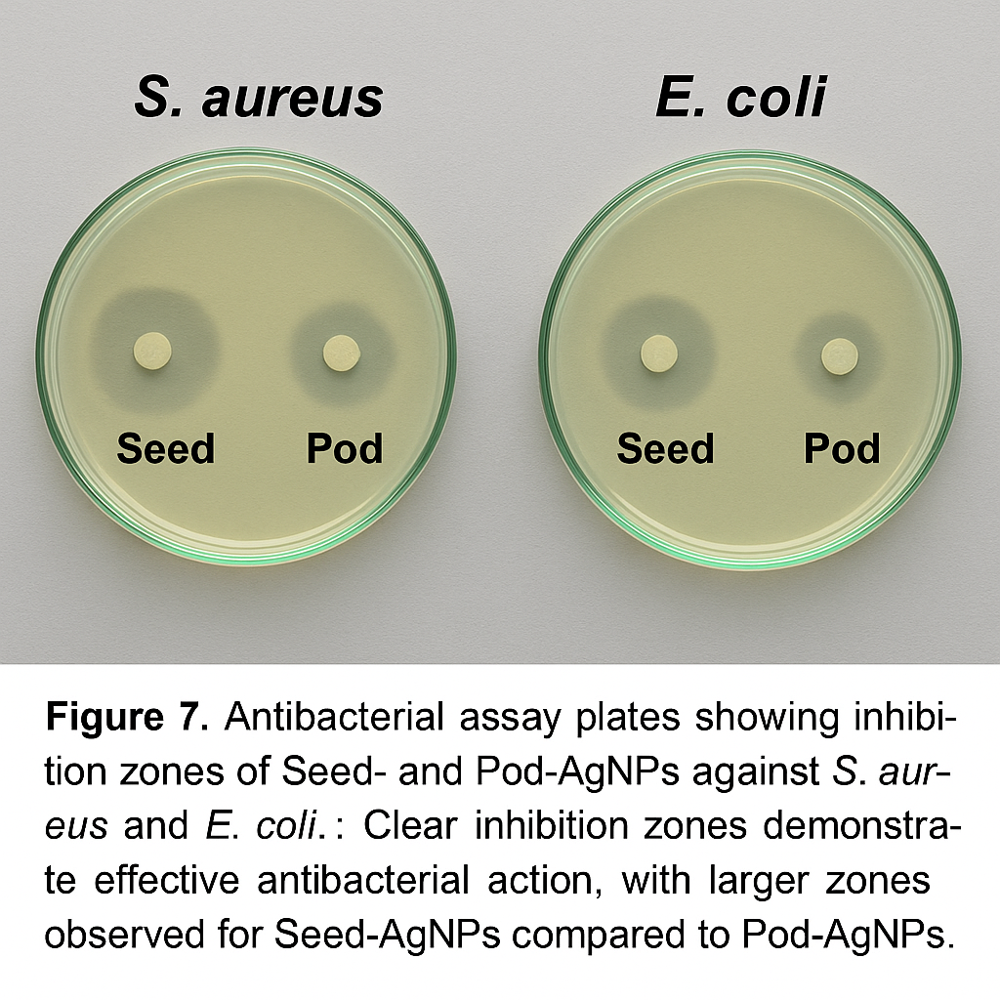 S. aureus
E. coli
Seed
Pod
Seed
Pod
Figure 7. Antibacterial assay plates showing inhibi-
tion zones of Seed- and Pod-AgNPs against S. aur–
eus and E. coli. : Clear inhibition zones demonstra-
te effective antibacterial action, with larger zones
observed for Seed-AgNPs compared to Pod-AgNPs.